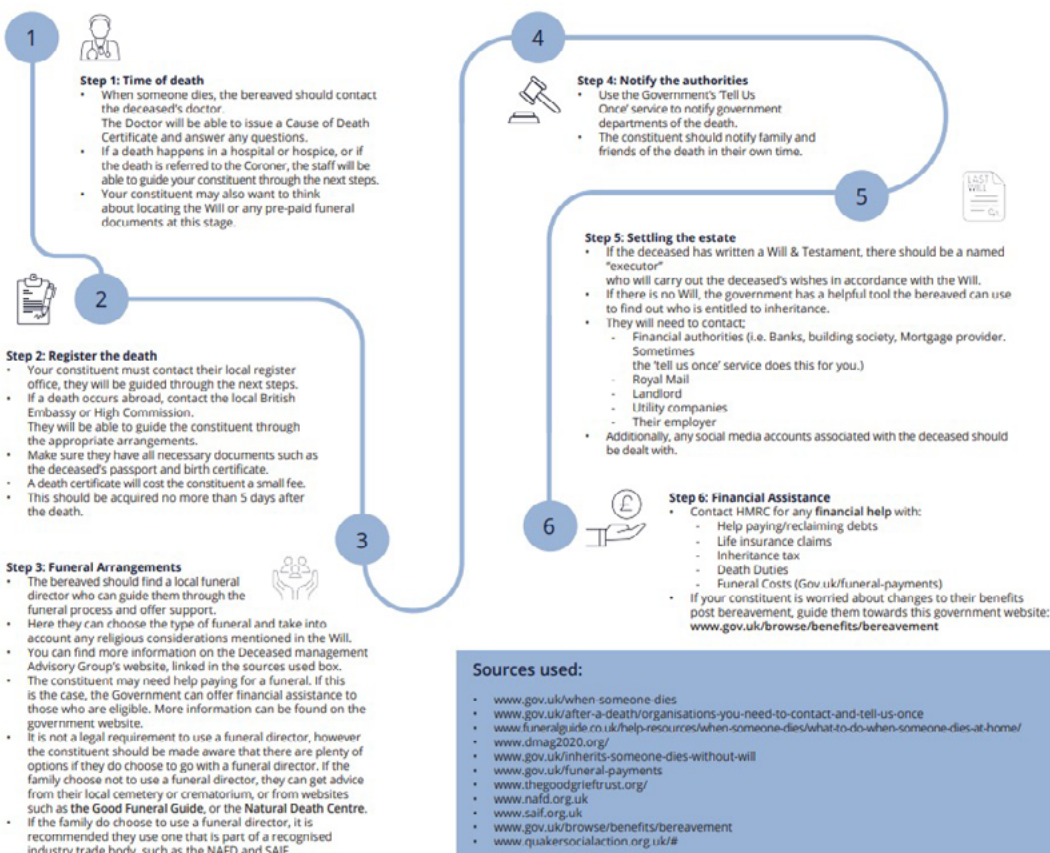 1
Step 1: Time of death
• When someone dies, the bereaved should contact
the deceased's doctor.
The Doctor will be able to issue a Cause of Death
Certificate and answer any questions.
• If a death happens in a hospital or hospice, or if
the death is referred to the Coroner, the staff will be
able to guide your constituent through the next steps.
• Your constituent may also want to think
about locating the Will or any pre-paid funeral
documents at this stage.
2
Step 2: Register the death
• Your constituent must contact their local register
office, they will be guided through the next steps.
• If a death occurs abroad, contact the local British
Embassy or High Commission.
They will be able to guide the constituent through
the appropriate arrangements.
• Make sure they have all necessary documents such as
the deceased's passport and birth certificate.
• A death certificate will cost the constituent a small fee.
• This should be acquired no more than 5 days after
the death.
3
Step 3: Funeral Arrangements
• The bereaved should find a local funeral
director who can guide them through the
funeral process and offer support.
• Here they can choose the type of funeral and take into
account any religious considerations mentioned in the Will.
• You can find more information on the Deceased management
Advisory Group's website, linked in the sources used box.
• The constituent may need help paying for a funeral. If this
is the case, the Government can offer financial assistance to
those who are eligible. More information can be found on the
government website.
• It is not a legal requirement to use a funeral director, however
the constituent should be made aware that there are plenty of
options if they do choose to go with a funeral director. If the
family choose not to use a funeral director, they can get advice
from their local cemetery or crematorium, or from websites
such as the Good Funeral Guide, or the Natural Death Centre.
• If the family do choose to use a funeral director, it is
recommended they use one that is part of a recognised
industry trade body, such as the NAFD and SAIF.
4
Step 4: Notify the authorities
• Use the Government's 'Tell Us
Once' service to notify government
departments of the death.
• The constituent should notify family and
friends of the death in their own time.
5
LAST
WILL
Step 5: Settling the estate
• If the deceased has written a Will & Testament, there should be a named
"executor"
who will carry out the deceased's wishes in accordance with the Will.
• If there is no Will, the government has a helpful tool the bereaved can use
to find out who is entitled to inheritance.
• They will need to contact;
- Financial authorities (i.e. Banks, building society, Mortgage provider.
Sometimes
the 'tell us once' service does this for you.)
- Royal Mail
- Landlord
- Utility companies
- Their employer
• Additionally, any social media accounts associated with the deceased should
be dealt with.
6
£
Step 6: Financial Assistance
• Contact HMRC for any financial help with:
- Help paying/reclaiming debts
- Life insurance claims
- Inheritance tax
- Death Duties
- Funeral Costs (Gov.uk/funeral-payments)
• If your constituent is worried about changes to their benefits
post bereavement, guide them towards this government website:
www.gov.uk/browse/benefits/bereavement
Sources used:
• www.gov.uk/when-someone-dies
• www.gov.uk/after-a-death/organisations-you-need-to-contact-and-tell-us-once
• www.funeralguide.co.uk/help-resources/when-someone-dies/what-to-do-when-someone-dies-at-home/
• www.dmag2020.org/
• www.gov.uk/inherits-someone-dies-without-will
• www.gov.uk/funeral-payments
• www.thegoodgrieftrust.org/
• www.nafd.org.uk
• www.saif.org.uk
• www.gov.uk/browse/benefits/bereavement
• www.quakersocialaction.org.uk/#